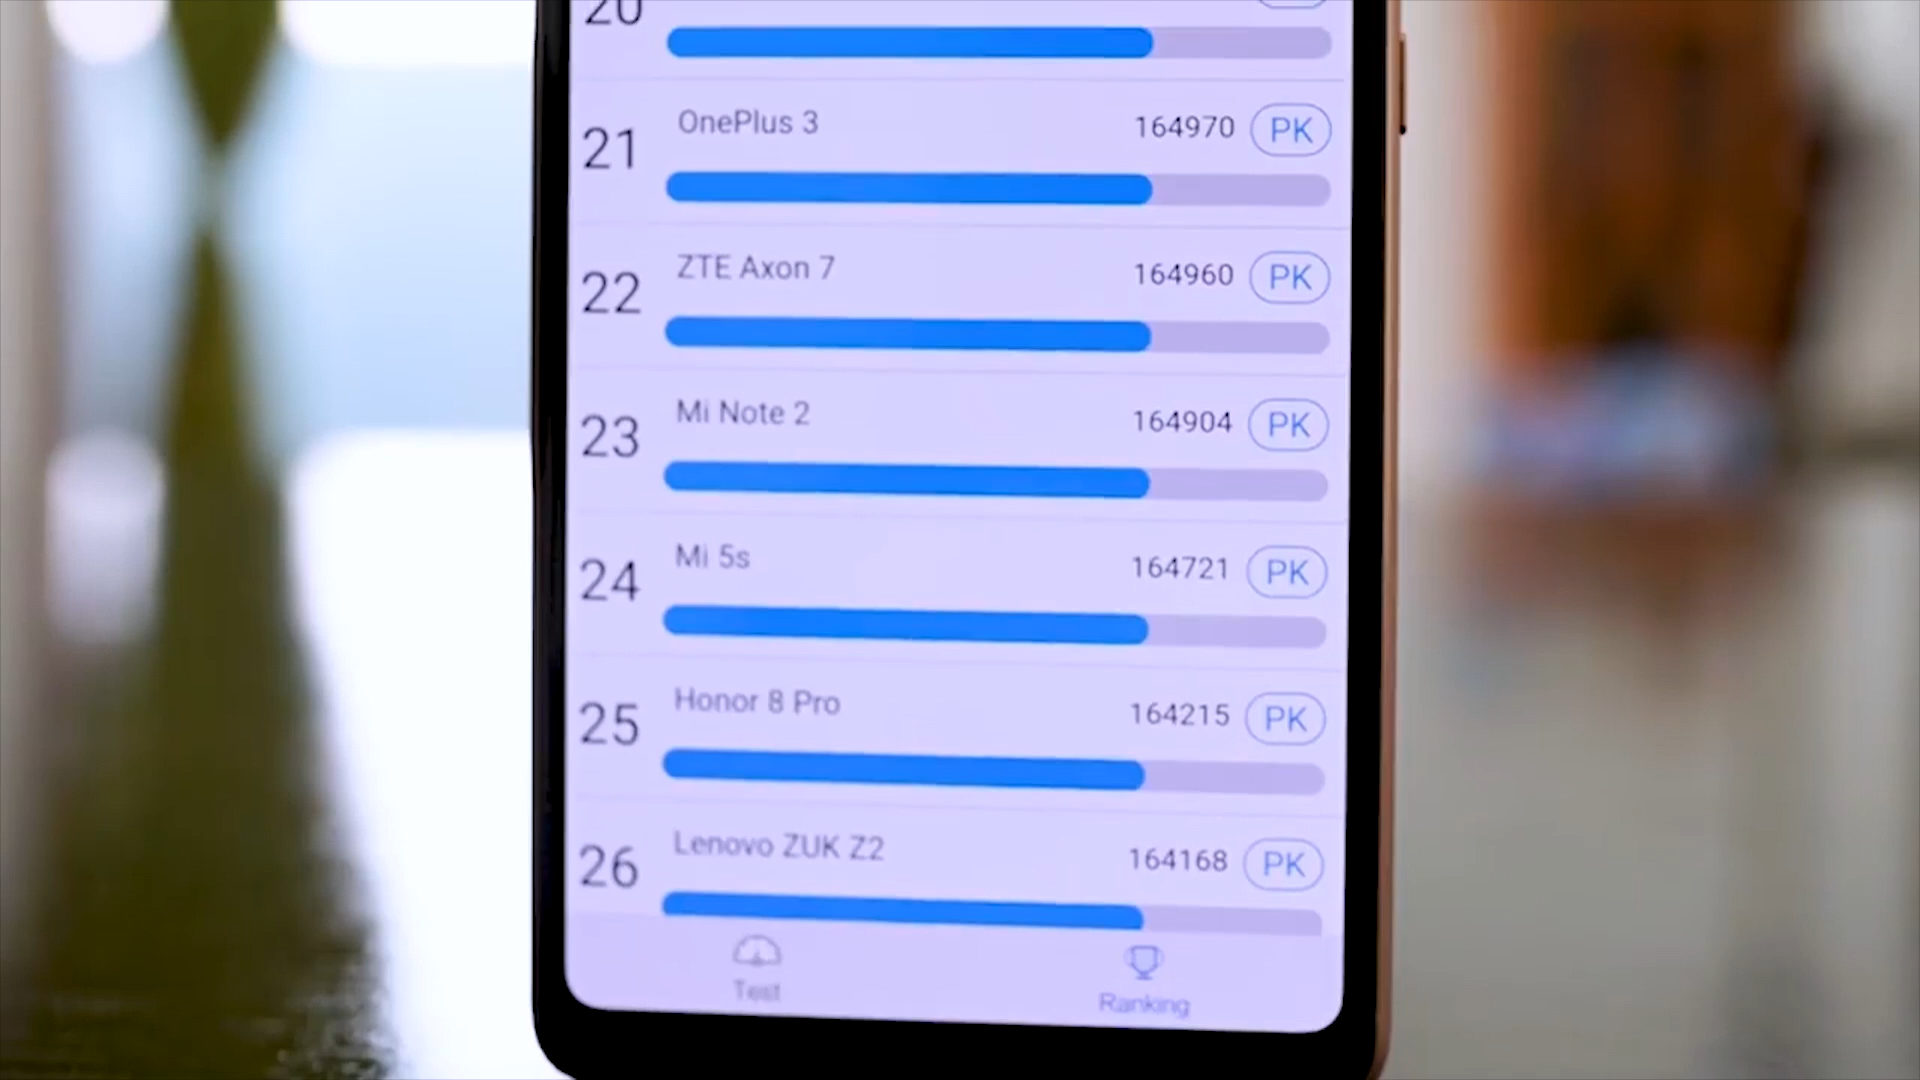 20
21 OnePlus 3 164970 PK
22 ZTE Axon 7 164960 PK
23 Mi Note 2 164904 PK
24 Mi 5s 164721 PK
25 Honor 8 Pro 164215 PK
26 Lenovo ZUK Z2 164168 PK
Test Ranking